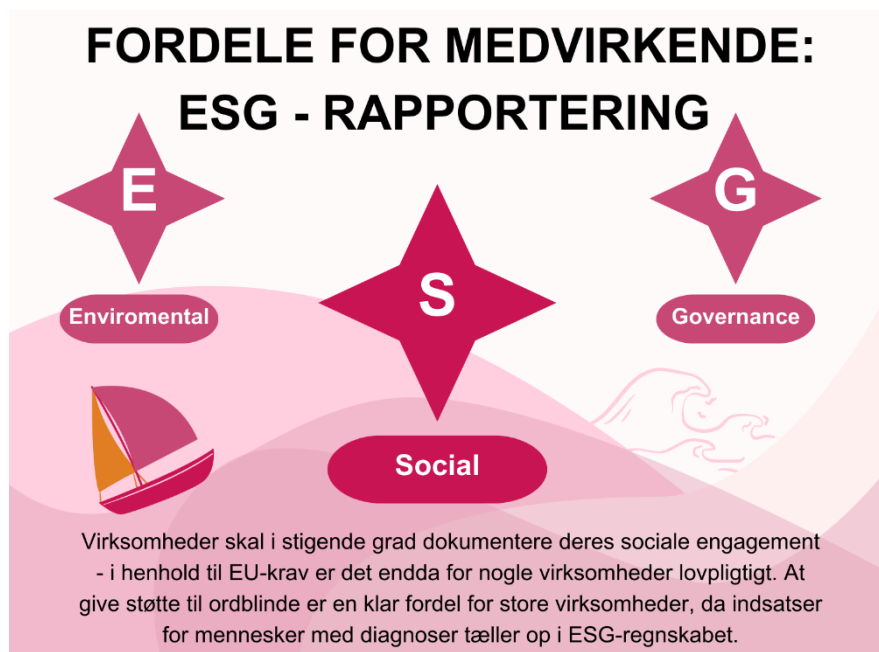 FORDELE FOR MEDVIRKENDE:
ESG - RAPPORTERING
E
Enviromental
S
Social
G
Governance
Virksomheder skal i stigende grad dokumentere deres sociale engagement
- i henhold til EU-krav er det endda for nogle virksomheder lovpligtigt. At
give støtte til ordblinde er en klar fordel for store virksomheder, da indsatser
for mennesker med diagnoser tæller op i ESG-regnskabet.